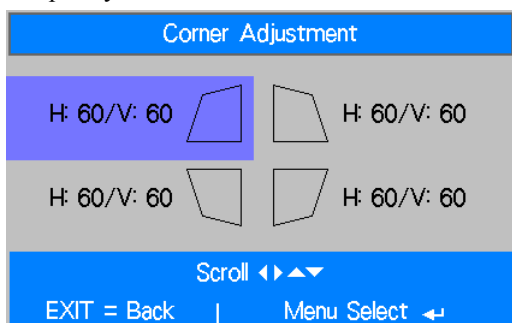 Corner Adjustment
H: 60/V: 60 H: 60/V: 60
H: 60/V: 60 H: 60/V: 60
Scroll
EXIT = Back | Menu Select